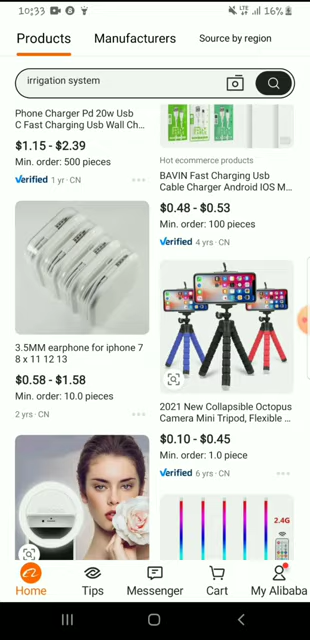 10:33
LTE
16%
Products Manufacturers Source by region
irrigation system
Phone Charger Pd 20w Usb
C Fast Charging Usb Wall Ch...
$1.15 - $2.39
Min. order: 500 pieces
Verified 1 yr · CN
3.5MM earphone for iphone 7
8 x 11 12 13
$0.58 - $1.58
Min. order: 10.0 pieces
2 yrs · CN
Hot ecommerce products
BAVIN Fast Charging Usb
Cable Charger Android IOS M...
$0.48 - $0.53
Min. order: 100 pieces
Verified 4 yrs · CN
2021 New Collapsible Octopus
Camera Mini Tripod, Flexible ...
$0.10 - $0.45
Min. order: 1.0 piece
Verified 6 yrs · CN
2.4G
Home Tips Messenger Cart My Alibaba